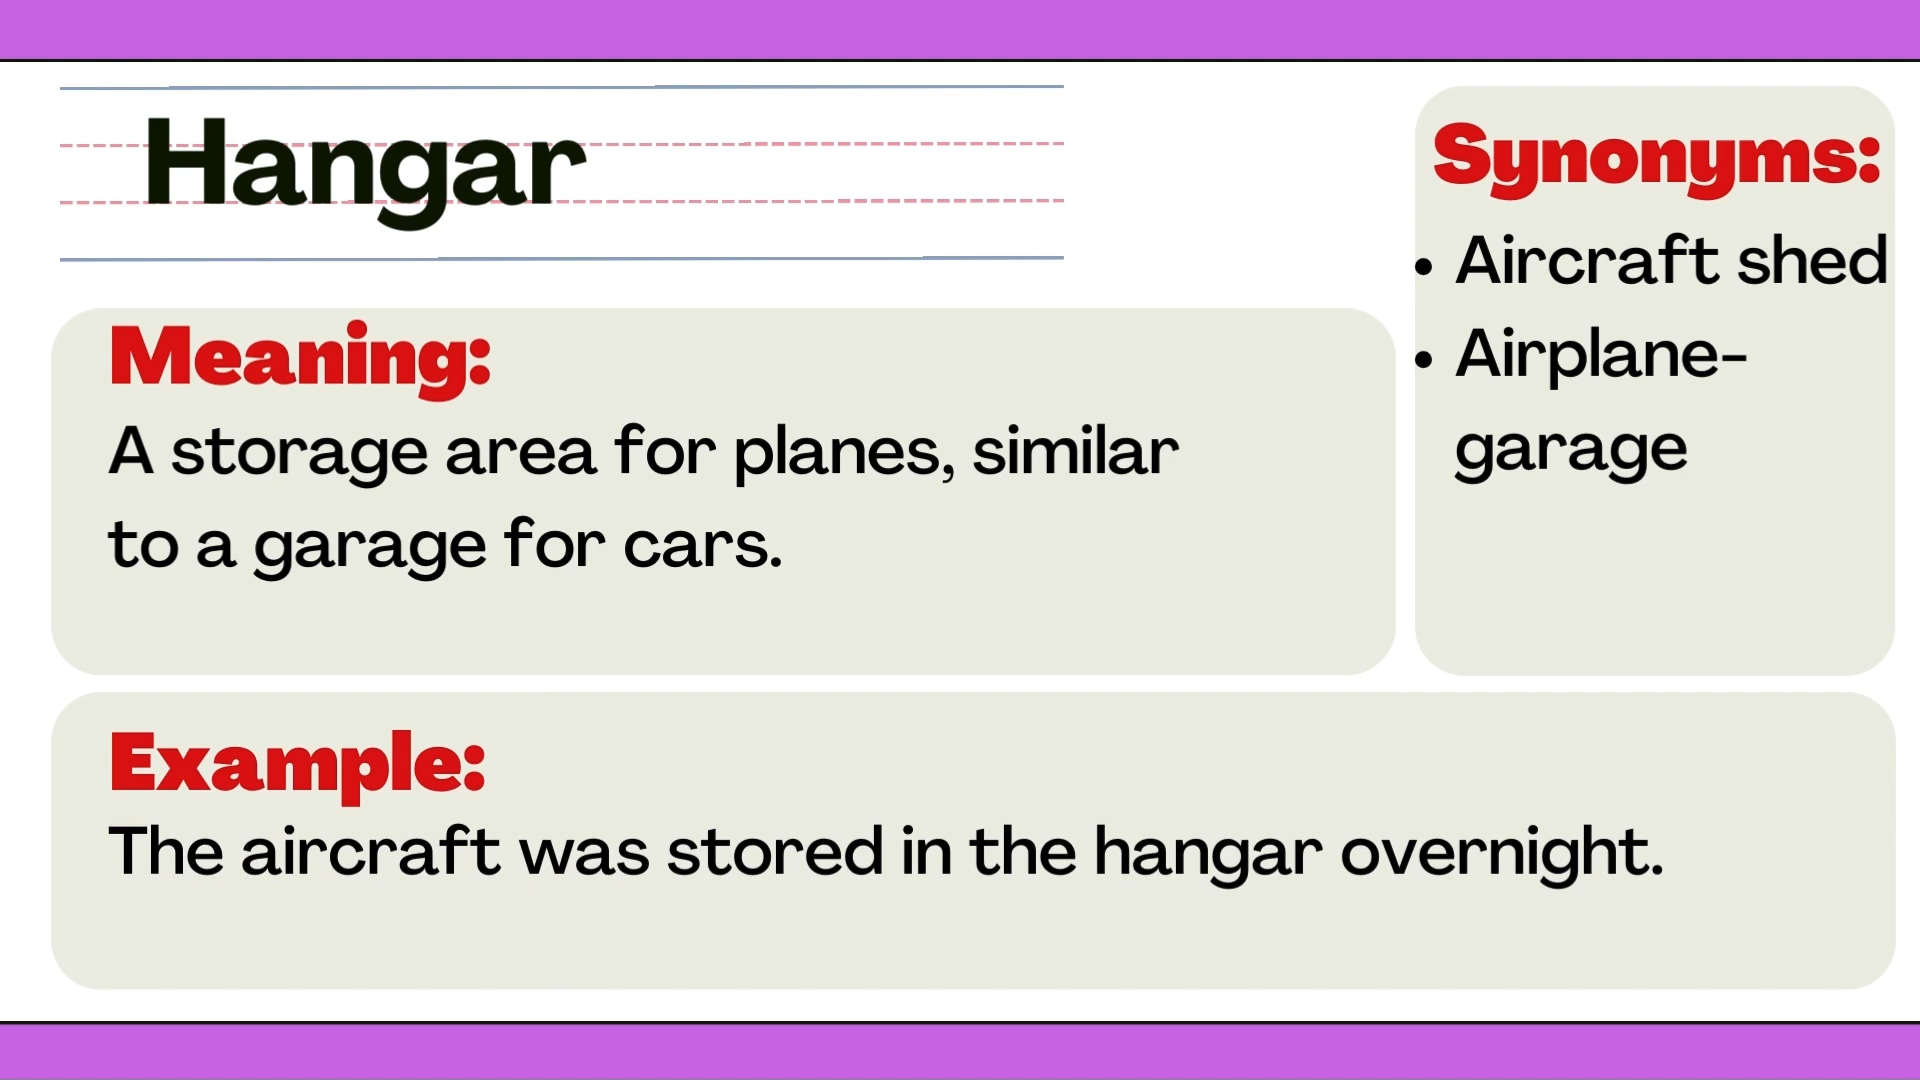 Hangar
Meaning:
A storage area for planes, similar
to a garage for cars.
Synonyms:
• Aircraft shed
• Airplane-
garage
Example:
The aircraft was stored in the hangar overnight.